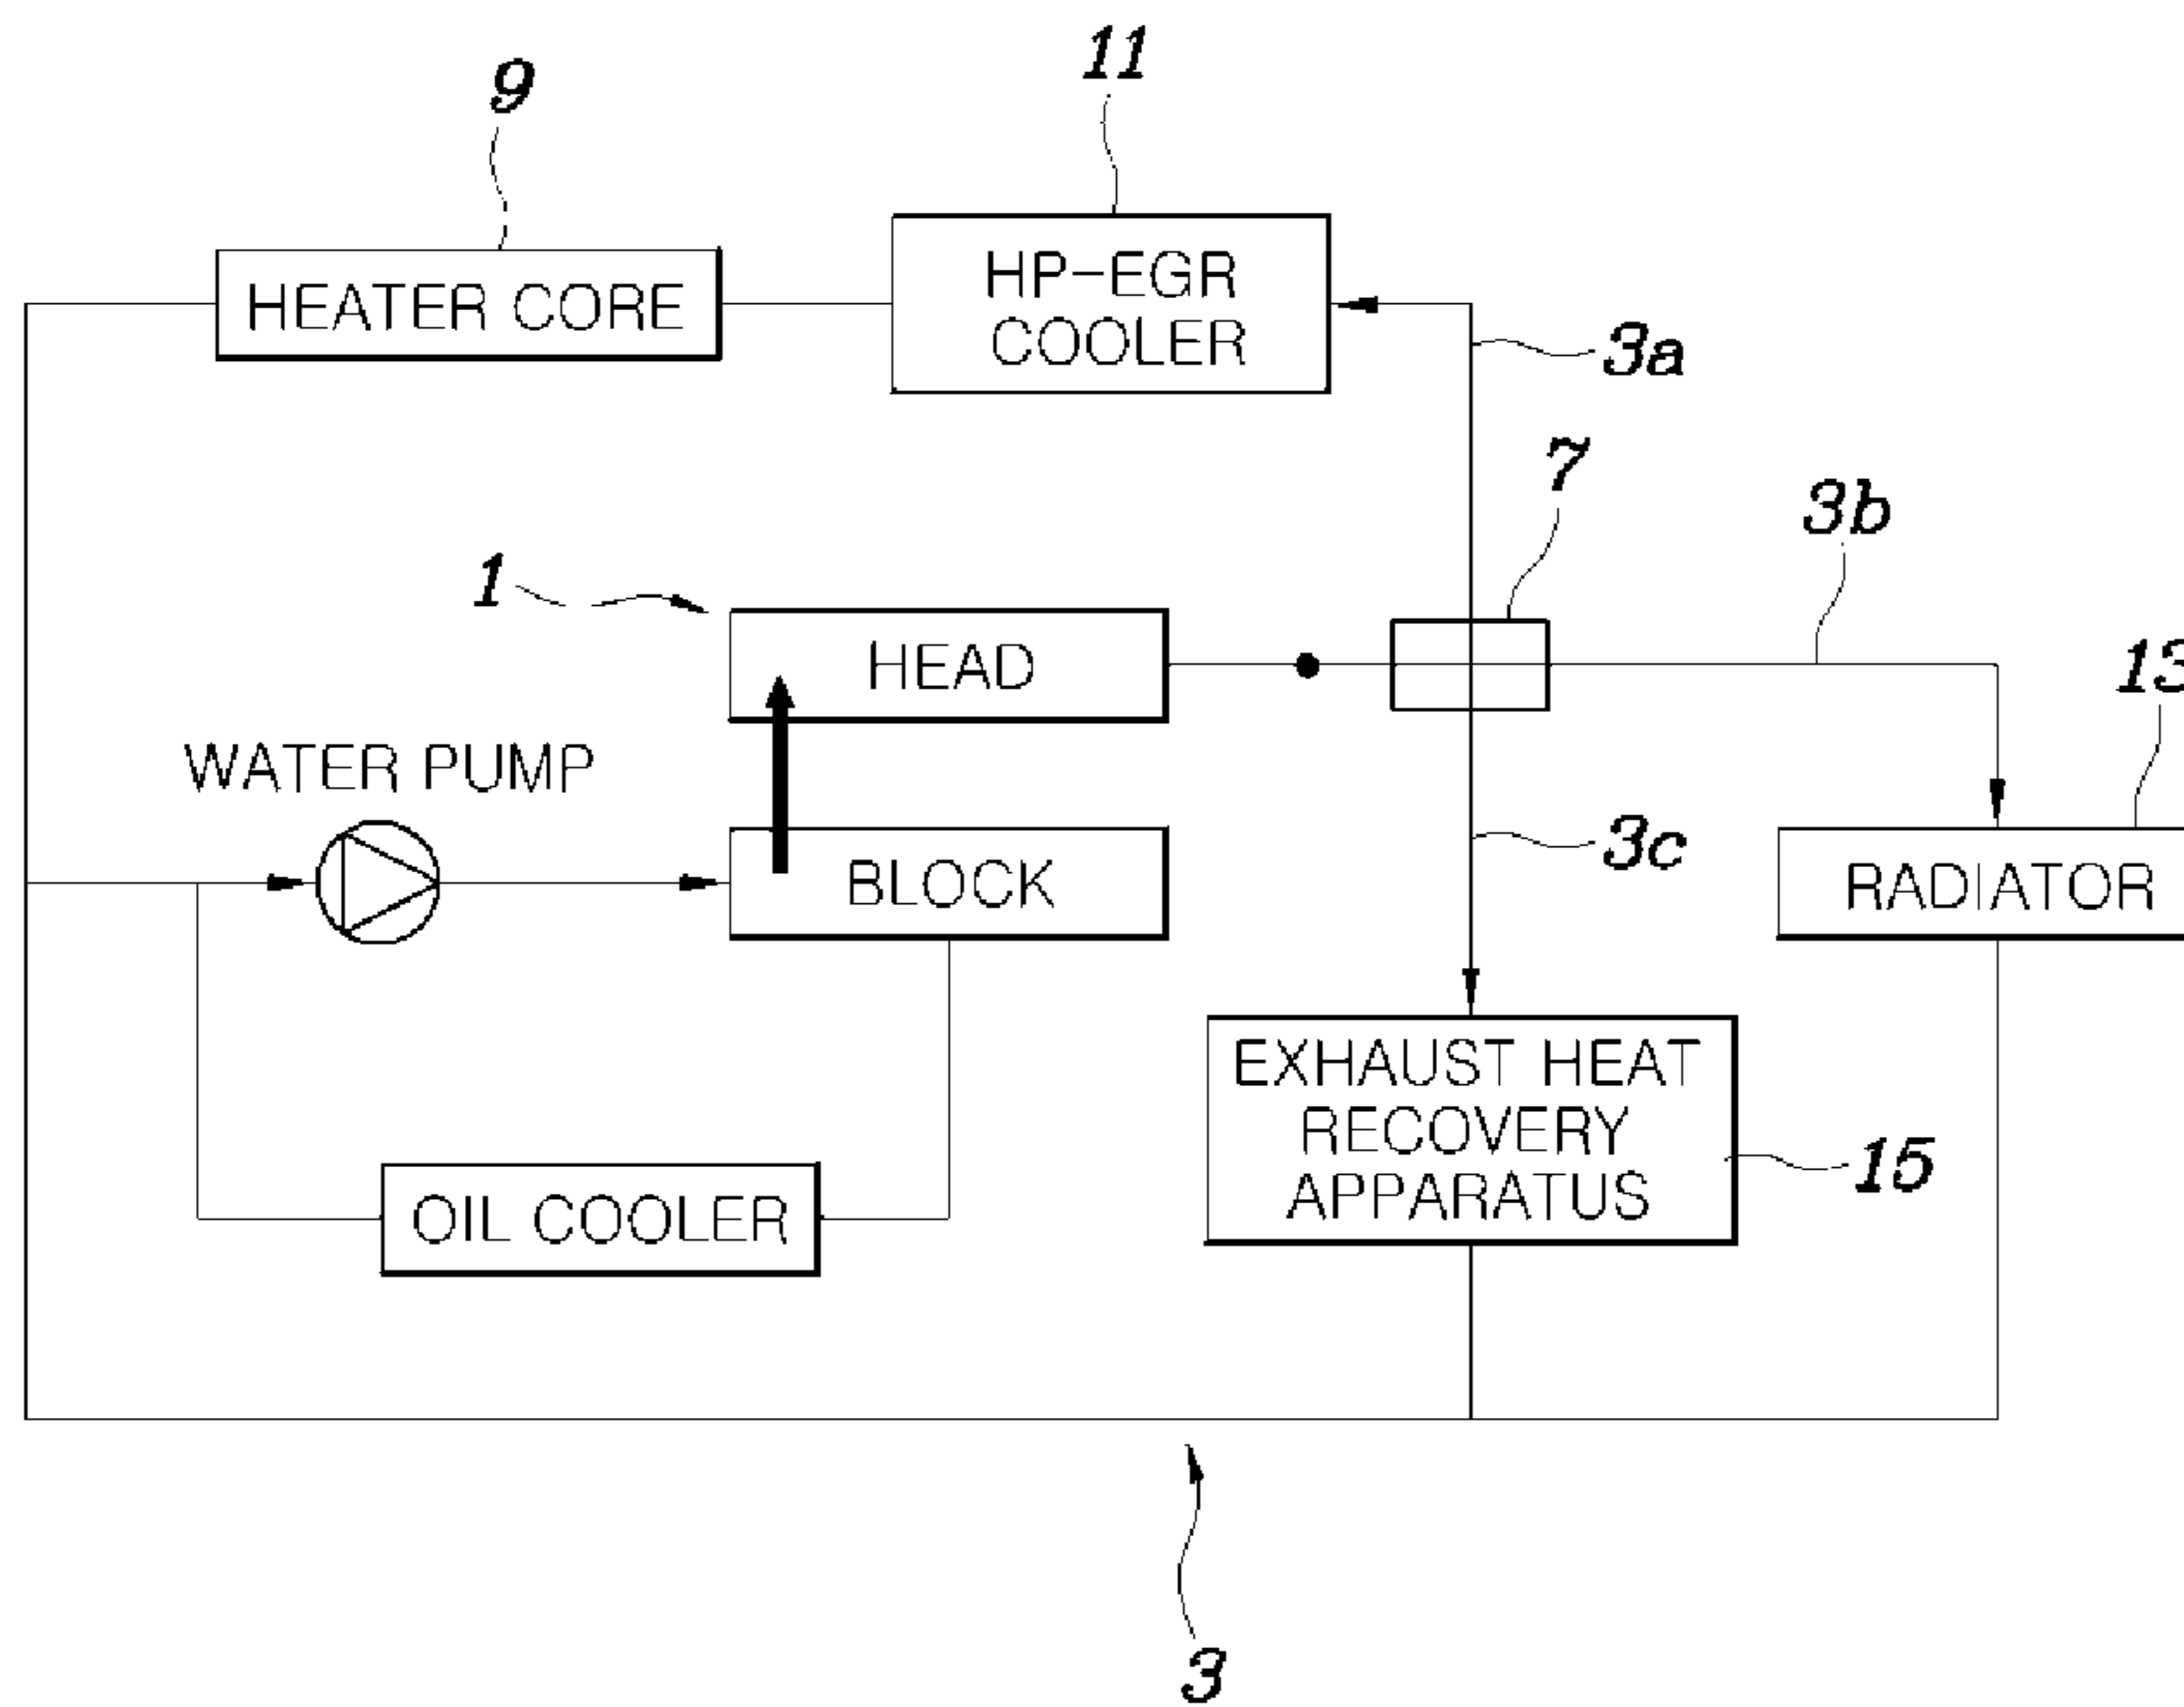 9
11
HEATER CORE
HP-EGR
COOLER
3a
7
3b
1
HEAD
13
WATER PUMP
BLOCK
3c
RADIATOR
EXHAUST HEAT
RECOVERY
APPARATUS
15
OIL COOLER
3